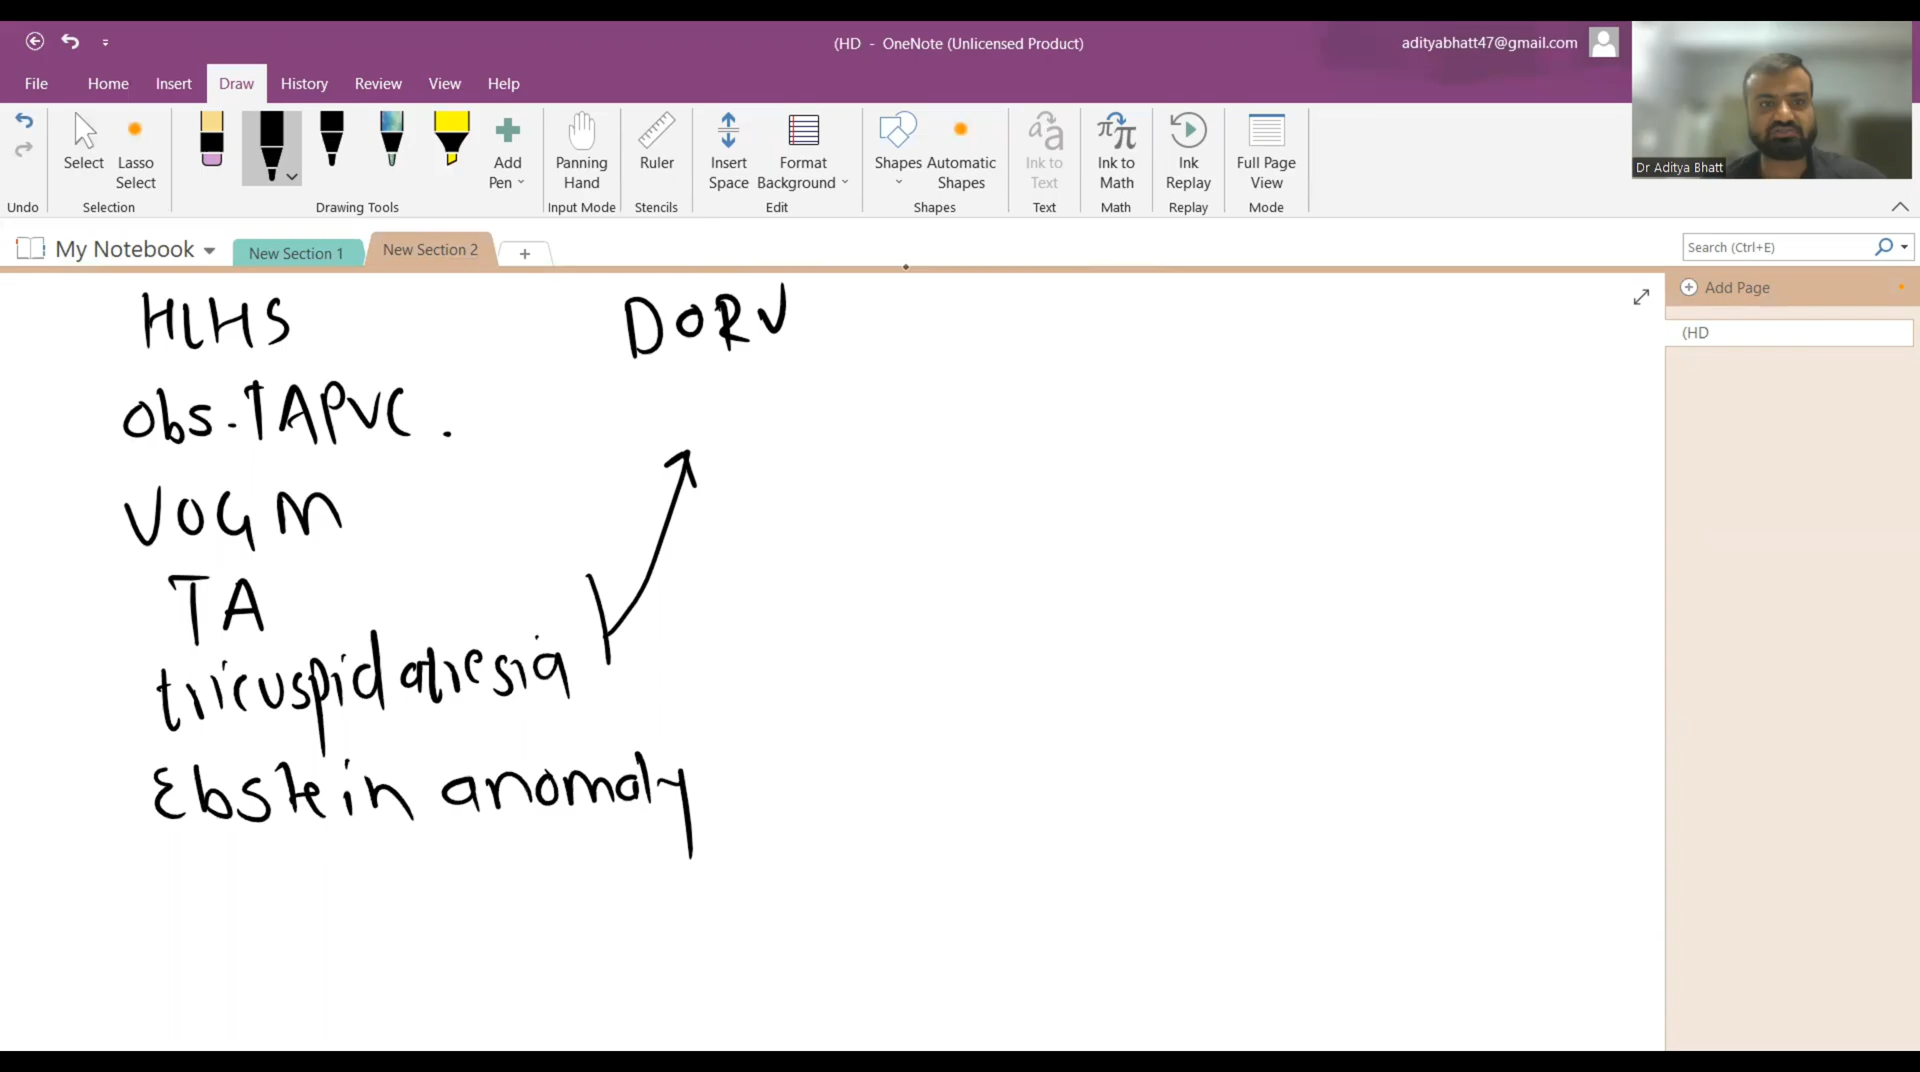 (HD - OneNote (Unlicensed Product)
adityabhatt47@gmail.com
File Home Insert Draw History Review View Help
Select
Lasso Select
Add Pen
Panning Hand
Ruler
Insert Space
Format Background
Shapes
Automatic Shapes
Ink to Text
Ink to Math
Ink Replay
Full Page View
Dr Aditya Bhatt
Undo Selection Drawing Tools Input Mode Stencils Edit Shapes Text Math Replay Mode
My Notebook New Section 1 New Section 2
Search (Ctrl+E)
Add Page
(HD
HLHS DORV
Obs. TAPVC.
VOGM
TA
tricuspid atresia
Ebstein anomaly